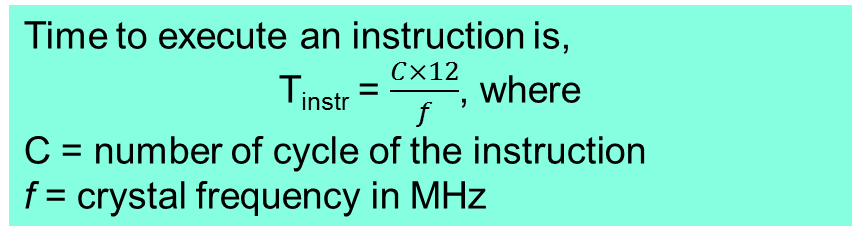 Time to execute an instruction is,
Tinstr = C×12/f, where
C = number of cycle of the instruction
f = crystal frequency in MHz